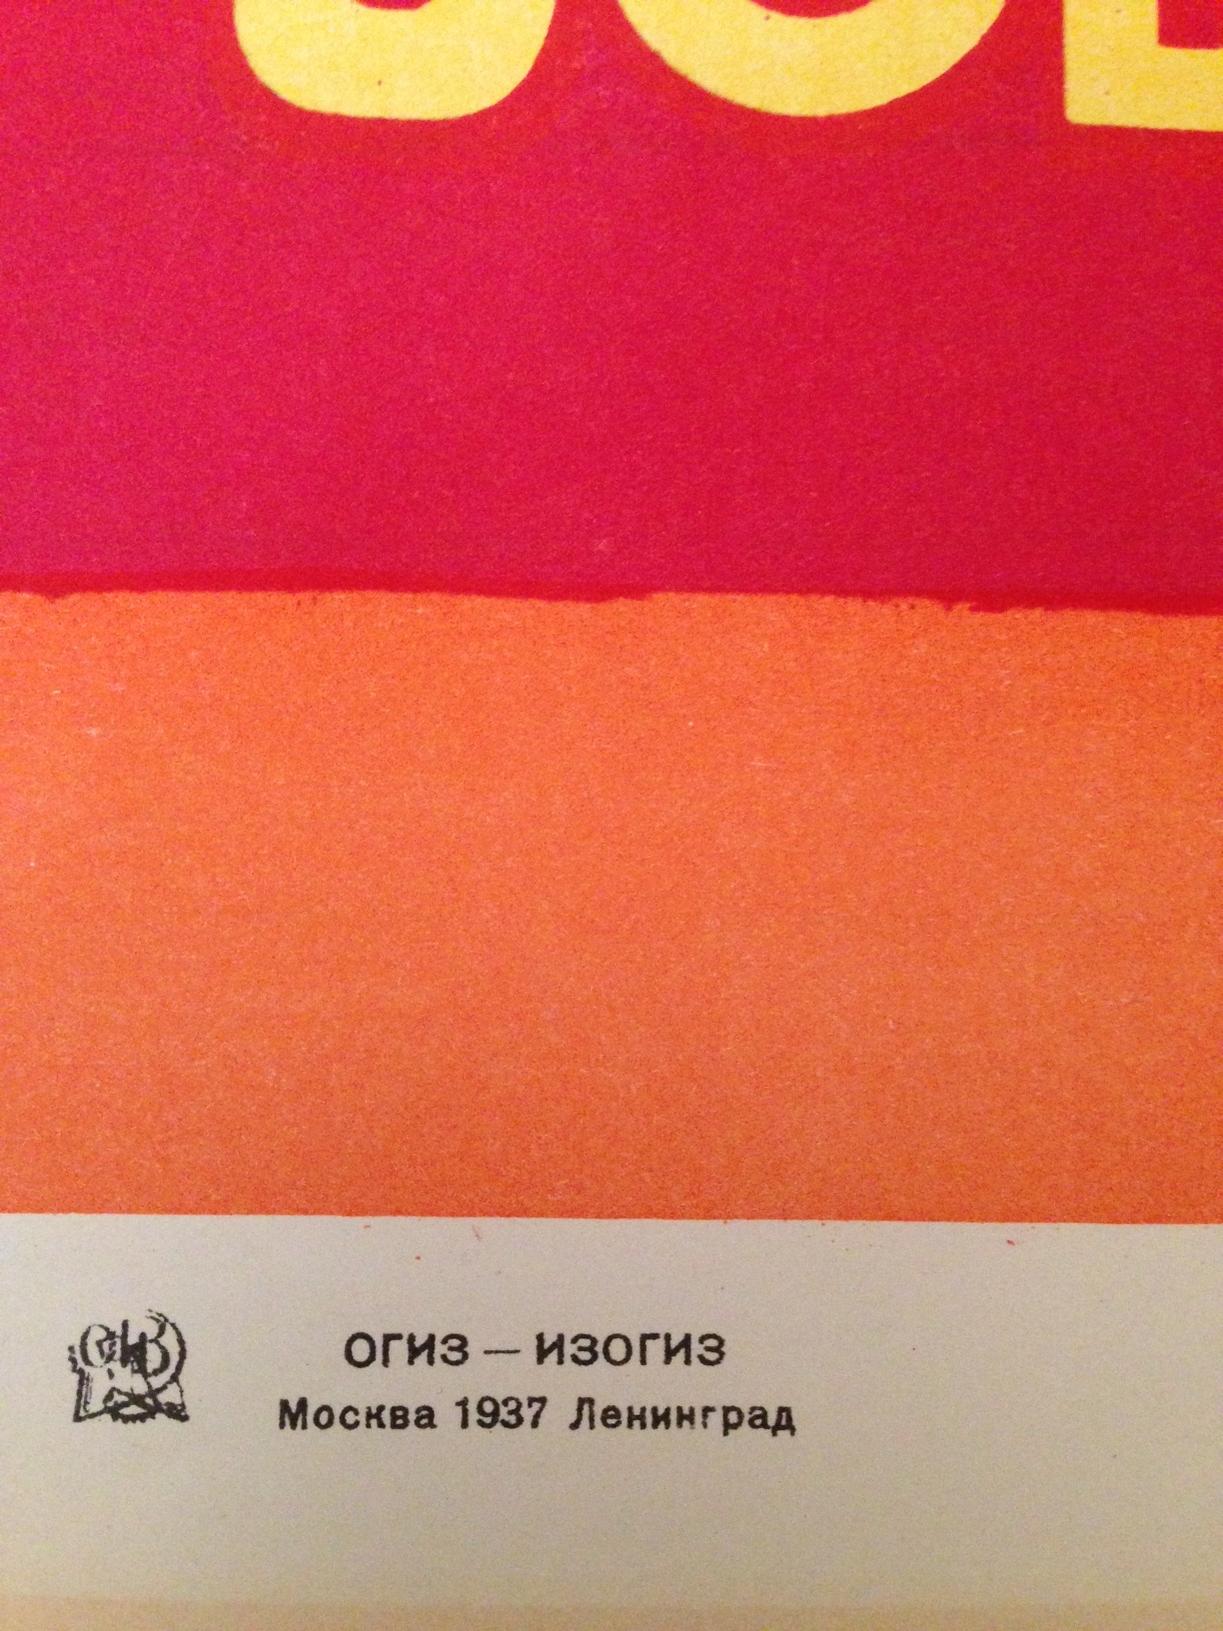 ОГИЗ — ИЗОГИЗ
Москва 1937 Ленинград